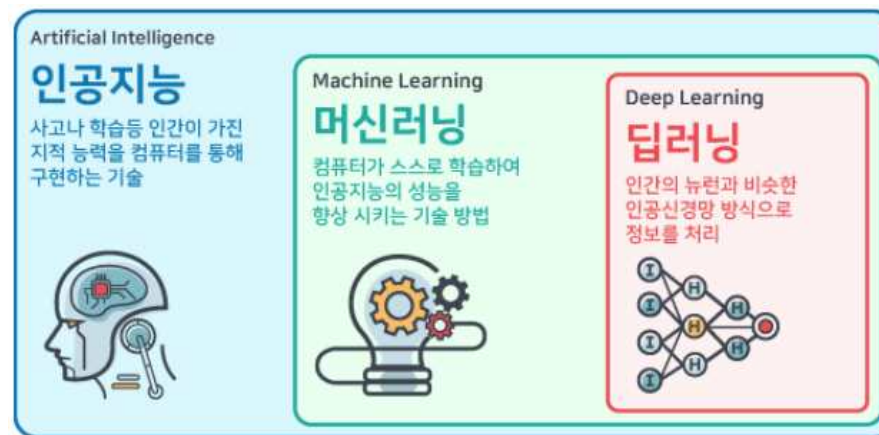 Artificial Intelligence
인공지능
사고나 학습등 인간이 가진
지적 능력을 컴퓨터를 통해
구현하는 기술
Machine Learning
머신러닝
컴퓨터가 스스로 학습하여
인공지능의 성능을
향상 시키는 기술 방법
Deep Learning
딥러닝
인간의 뉴런과 비슷한
인공신경망 방식으로
정보를 처리
I
H
I
H
H
I
H
H
I